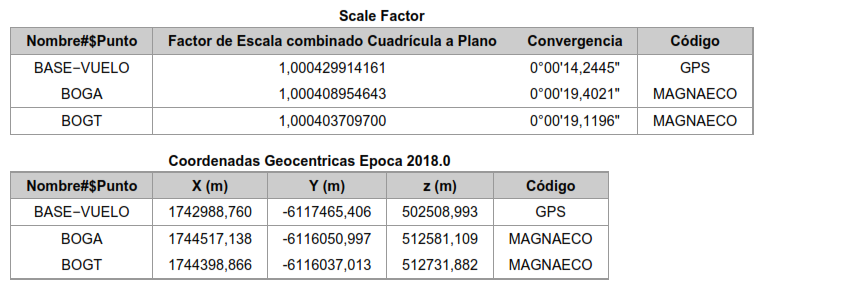 Scale Factor
Nombre#$Punto Factor de Escala combinado Cuadrícula a Plano Convergencia Código
BASE−VUELO 1,000429914161 0°00'14,2445" GPS
BOGA 1,000408954643 0°00'19,4021" MAGNAECO
BOGT 1,000403709700 0°00'19,1196" MAGNAECO
Coordenadas Geocentricas Epoca 2018.0
Nombre#$Punto X (m) Y (m) z (m) Código
BASE−VUELO 1742988,760 -6117465,406 502508,993 GPS
BOGA 1744517,138 -6116050,997 512581,109 MAGNAECO
BOGT 1744398,866 -6116037,013 512731,882 MAGNAECO